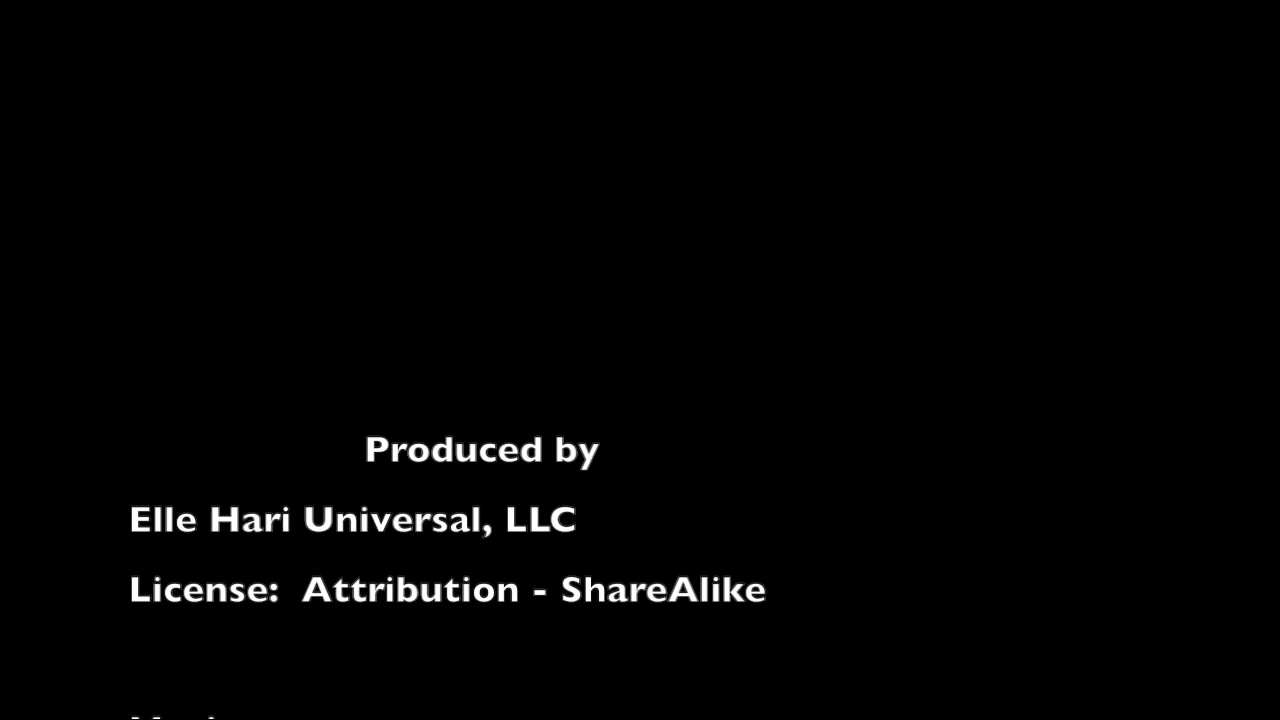 Produced by
Elle Hari Universal, LLC
License:  Attribution - ShareAlike